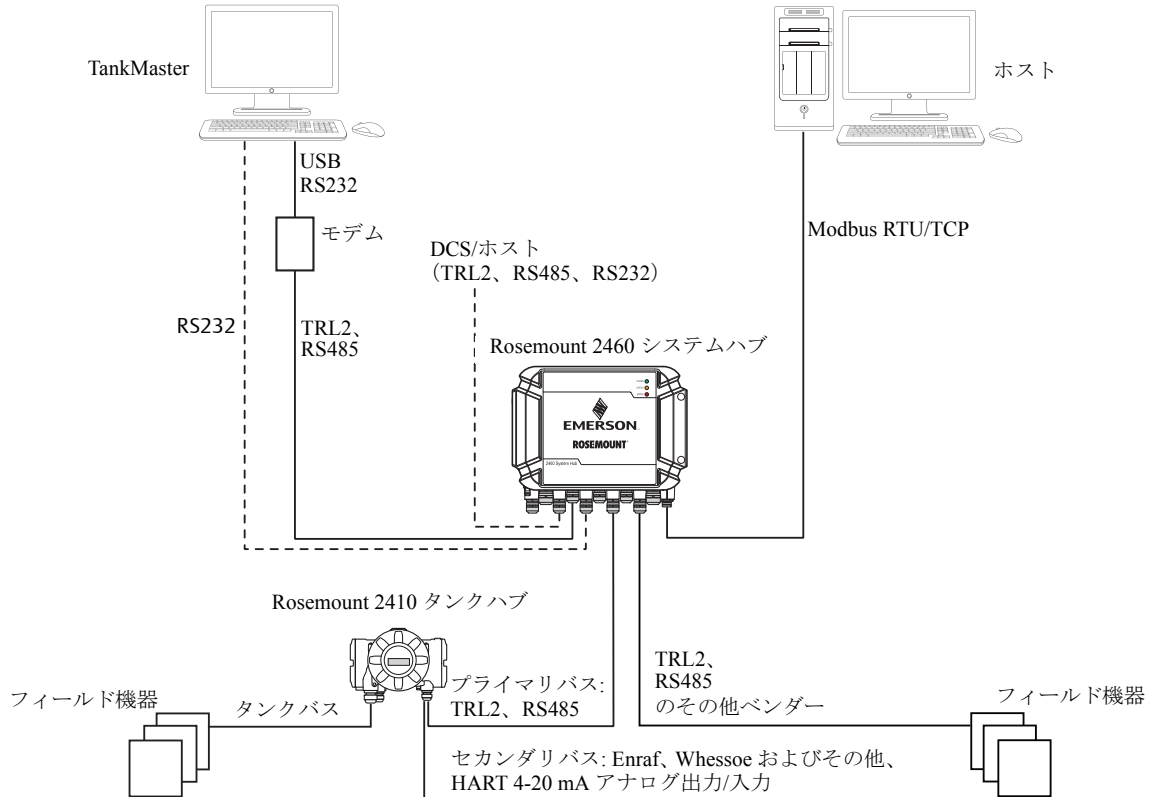 TankMaster
ホスト
USB
RS232
モデム
Modbus RTU/TCP
DCS/ホスト
（TRL2、RS485、RS232）
RS232
TRL2、
RS485
Rosemount 2460 システムハブ
EMERSON
ROSEMOUNT
2460 System Hub
Rosemount 2410 タンクハブ
フィールド機器
タンクバス
プライマリバス:
TRL2、RS485
TRL2、
RS485
のその他ベンダー
フィールド機器
セカンダリバス: Enraf、Whessoe およびその他、
HART 4-20 mA アナログ出力/入力